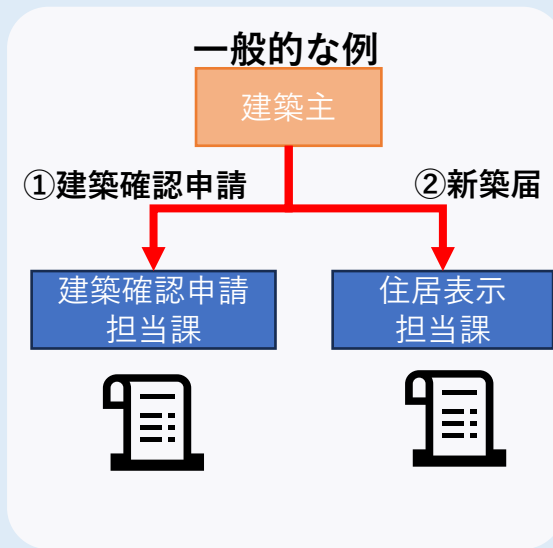 一般的な例
建築主
①建築確認申請
②新築届
建築確認申請
担当課
住居表示
担当課